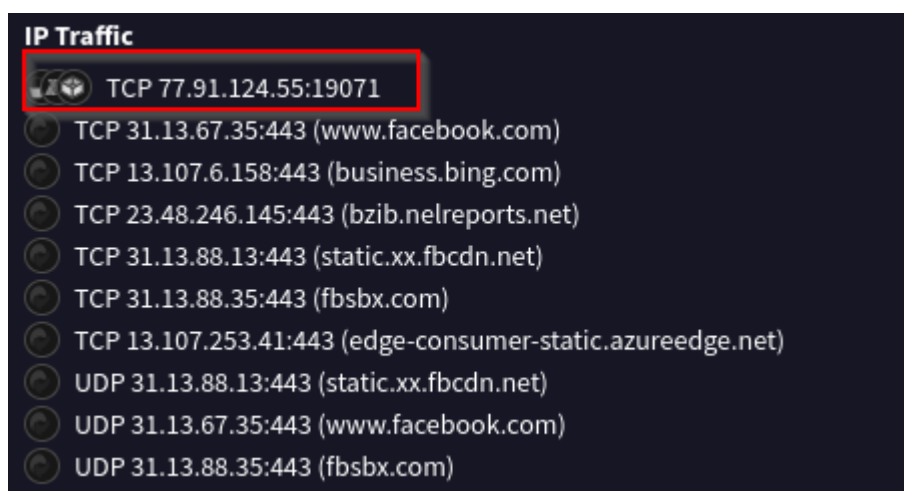 IP Traffic
TCP 77.91.124.55:19071
TCP 31.13.67.35:443 (www.facebook.com)
TCP 13.107.6.158:443 (business.bing.com)
TCP 23.48.246.145:443 (bzib.nelreports.net)
TCP 31.13.88.13:443 (static.xx.fbcdn.net)
TCP 31.13.88.35:443 (fbsbx.com)
TCP 13.107.253.41:443 (edge-consumer-static.azureedge.net)
UDP 31.13.88.13:443 (static.xx.fbcdn.net)
UDP 31.13.67.35:443 (www.facebook.com)
UDP 31.13.88.35:443 (fbsbx.com)